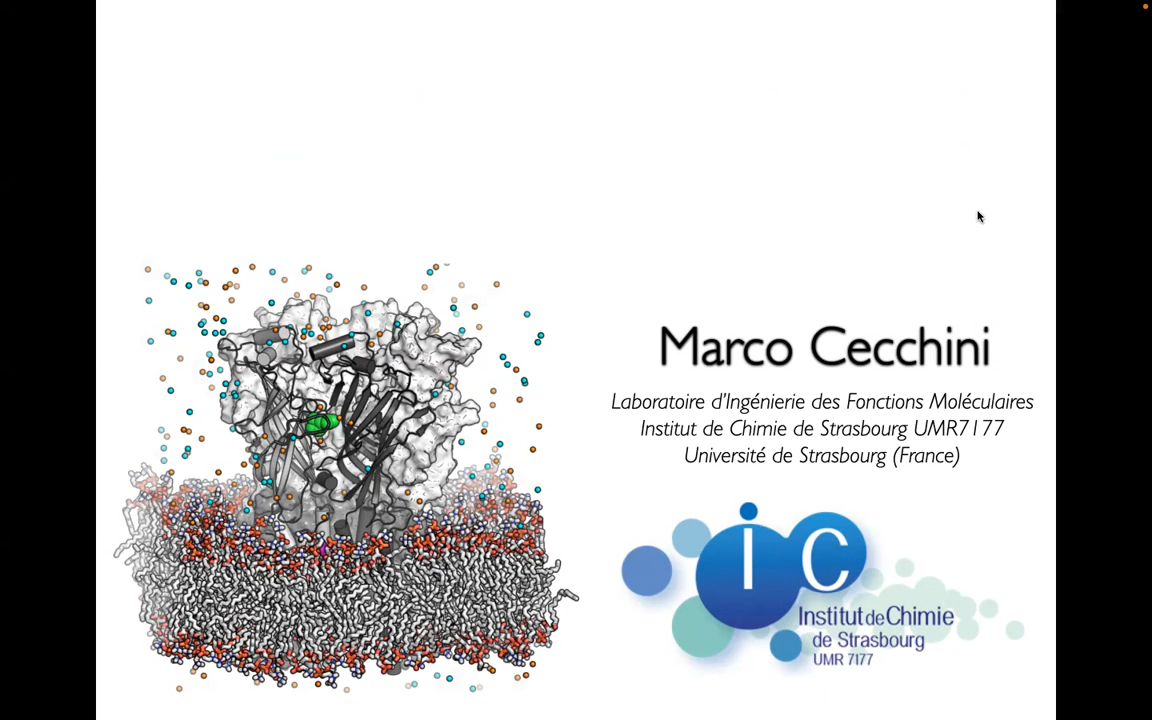 Marco Cecchini
Laboratoire d'Ingénierie des Fonctions Moléculaires
Institut de Chimie de Strasbourg UMR7177
Université de Strasbourg (France)
iC
Institut de Chimie
de Strasbourg
UMR 7177